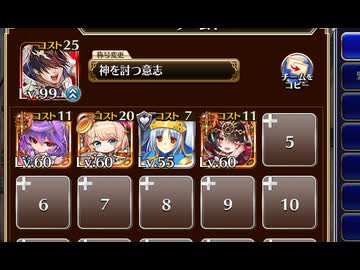 コスト25
称号変更
神を討つ意志
チームを
コピー
Lv.99
コスト11
コスト20
コスト7
コスト11
Lv.60
Lv.60
Lv.55
Lv.60
5
6
7
8
9
10